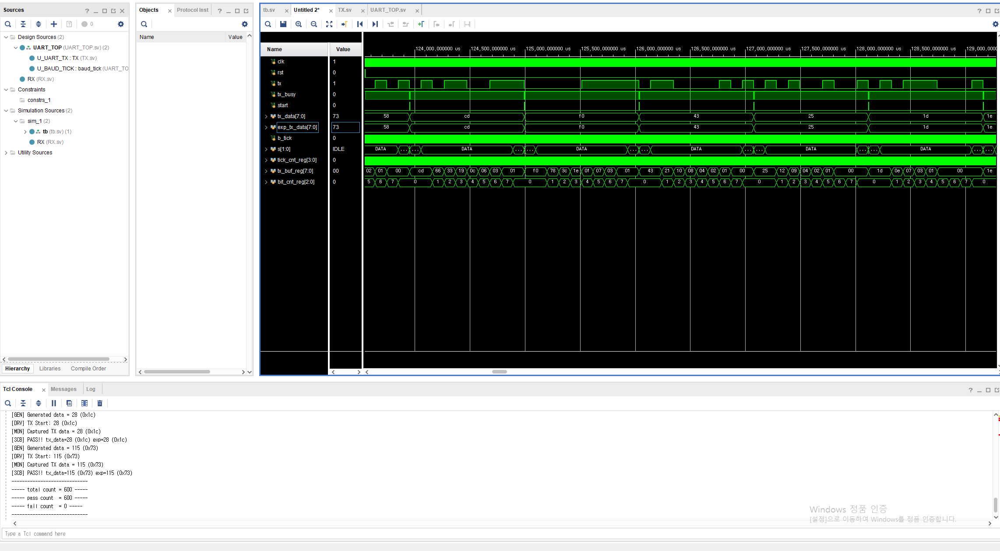 Sources
? _
0
Design Sources (2)
UART_TOP (UART_TOP.sv) (2)
U_UART_TX : TX (TX.sv)
U_BAUD_TICK : baud_tick (UART_TO
RX (RX.sv)
Constraints
constrs_1
Simulation Sources (2)
sim_1 (2)
tb (tb.sv) (1)
RX (RX.sv)
Utility Sources
Hierarchy Libraries Compile Order
Objects Protocol Inst ? _
Name Value
tb.sv Untitled 2* TX.sv UART_TOP.sv ?
Name Value
124,000,000000 us 124,500,000000 us 125,000,000000 us 125,500,000000 us 126,000,000000 us 126,500,000000 us 127,000,000000 us 127,500,000000 us 128,000,000000 us 128,500,000000 us 129,000,0000
clk 1
rst 0
tx 1
tx_busy 0
start 0
tx_data[7:0] 73 58 cd f0 43 25 1d 1e
exp_tx_data[7:0] 73 58 cd f0 43 25 1d 1e
b_tick 0
s[1:0] IDLE DATA ... ... DATA ... ... DATA ... ... DATA ... ... DATA ... ... DATA ... ...
tick_cnt_reg[3:0] 0
tx_buf_reg[7:0] 00 02 01 00 cd 66 33 19 0c 06 03 01 f0 78 3c 1e 0f 07 03 01 43 21 10 08 04 02 01 00 25 12 09 04 02 01 00 1d 0e 07 03 01 00 1e
bit_cnt_reg[2:0] 0 5 6 7 0 1 2 3 4 5 6 7 0 1 2 3 4 5 6 7 0 1 2 3 4 5 6 7 0 1 2 3 4 5 6 7 0 1 2 3 4 5 6 7 0
Tcl Console Messages Log ? _
[GEN] Generated data = 28 (0x1c)
[DRV] TX Start: 28 (0x1c)
[MON] Captured TX data = 28 (0x1c)
[SCB] PASS!! tx_data=28 (0x1c) exp=28 (0x1c)
[GEN] Generated data = 115 (0x73)
[DRV] TX Start: 115 (0x73)
[MON] Captured TX data = 115 (0x73)
[SCB] PASS!! tx_data=115 (0x73) exp=115 (0x73)
-----------------------------
----- total count = 600 -----
----- pass count  = 600 -----
----- fail count  = 0 -----
-----------------------------
Windows 정품 인증
[설정]으로 이동하여 Windows를 정품 인증합니다.
Type a Tcl command here